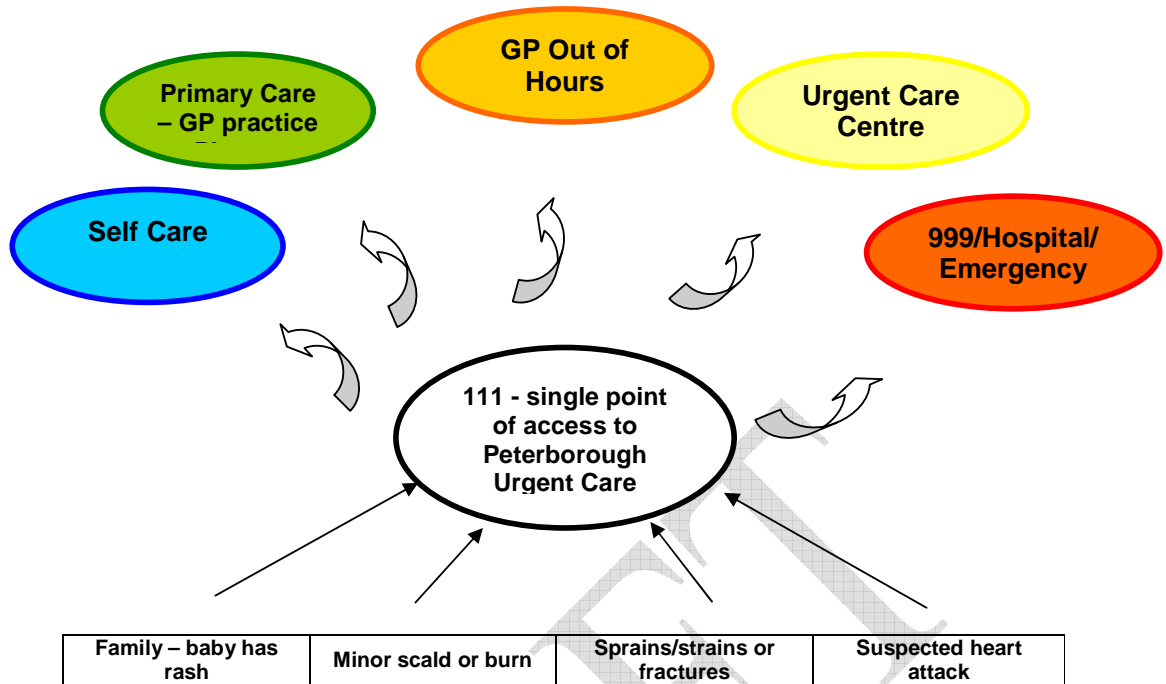 GP Out of
Hours
Primary Care
– GP practice
Urgent Care
Centre
Self Care
999/Hospital/
Emergency
111 - single point
of access to
Peterborough
Urgent Care
Family – baby has
rash
Minor scald or burn
Sprains/strains or
fractures
Suspected heart
attack